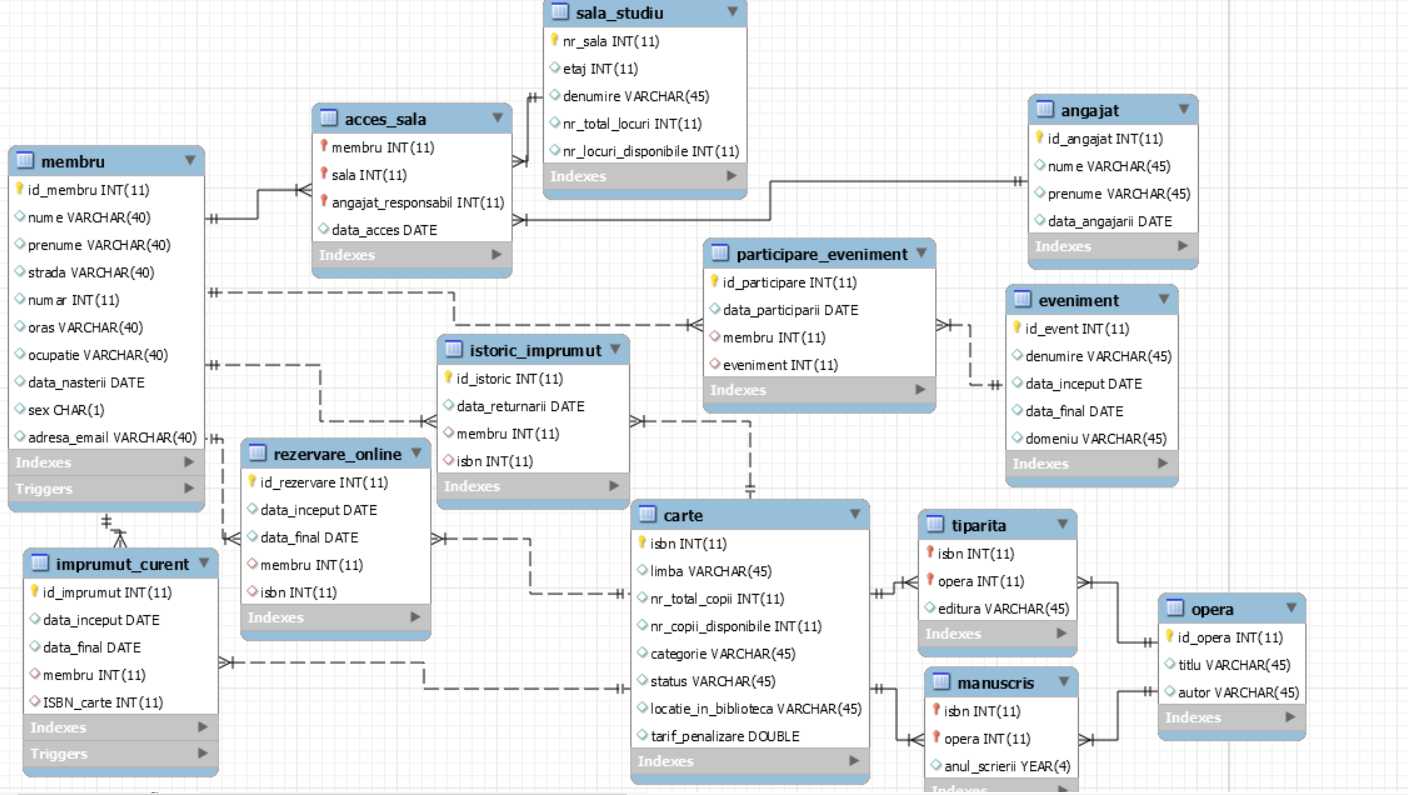 sala_studiu
nr_sala INT(11)
etaj INT(11)
denumire VARCHAR(45)
nr_total_locuri INT(11)
nr_locuri_disponibile INT(11)
Indexes
acces_sala
membru INT(11)
sala INT(11)
angajat_responsabil INT(11)
data_acces DATE
Indexes
angajat
id_angajat INT(11)
nume VARCHAR(45)
prenume VARCHAR(45)
data_angajarii DATE
Indexes
membru
id_membru INT(11)
nume VARCHAR(40)
prenume VARCHAR(40)
strada VARCHAR(40)
numar INT(11)
oras VARCHAR(40)
ocupatie VARCHAR(40)
data_nasterii DATE
sex CHAR(1)
adresa_email VARCHAR(40)
Indexes
Triggers
participare_eveniment
id_participare INT(11)
data_participarii DATE
membru INT(11)
eveniment INT(11)
Indexes
eveniment
id_event INT(11)
denumire VARCHAR(45)
data_inceput DATE
data_final DATE
domeniu VARCHAR(45)
Indexes
istoric_imprumut
id_istoric INT(11)
data_returnarii DATE
membru INT(11)
isbn INT(11)
Indexes
rezervare_online
id_rezervare INT(11)
data_inceput DATE
data_final DATE
membru INT(11)
isbn INT(11)
Indexes
imprumut_curent
id_imprumut INT(11)
data_inceput DATE
data_final DATE
membru INT(11)
ISBN_carte INT(11)
Indexes
Triggers
carte
isbn INT(11)
limba VARCHAR(45)
nr_total_copii INT(11)
nr_copii_disponibile INT(11)
categorie VARCHAR(45)
status VARCHAR(45)
locatie_in_biblioteca VARCHAR(45)
tarif_penalizare DOUBLE
Indexes
tiparita
isbn INT(11)
opera INT(11)
editura VARCHAR(45)
Indexes
opera
id_opera INT(11)
titlu VARCHAR(45)
autor VARCHAR(45)
Indexes
manuscris
isbn INT(11)
opera INT(11)
anul_scrierii YEAR(4)
Indexes